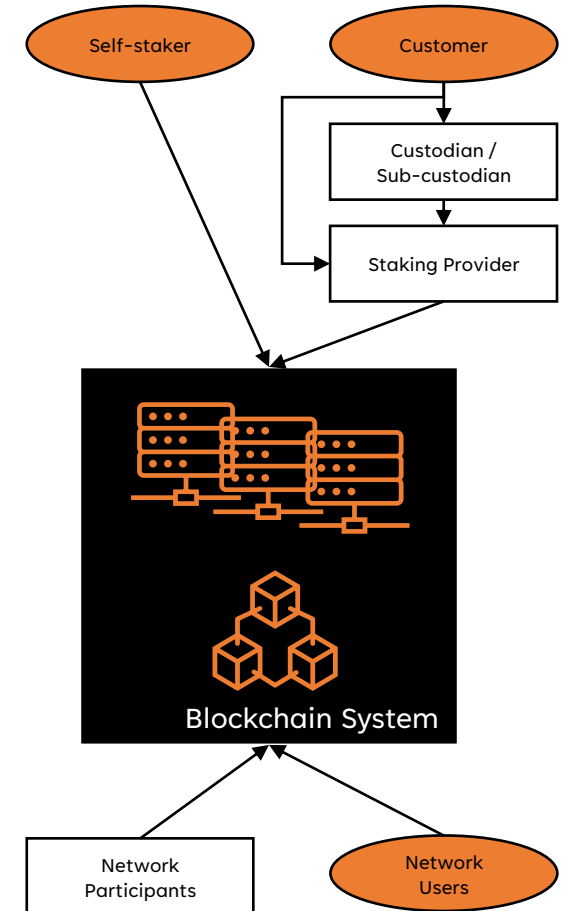 Self-staker
Customer
Custodian /
Sub-custodian
Staking Provider
Blockchain System
Network
Participants
Network
Users